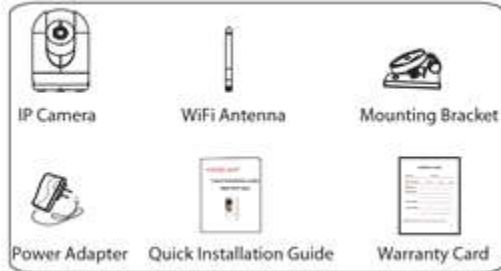 IP Camera
WiFi Antenna
Mounting Bracket
Power Adapter
Quick Installation Guide
Warranty Card